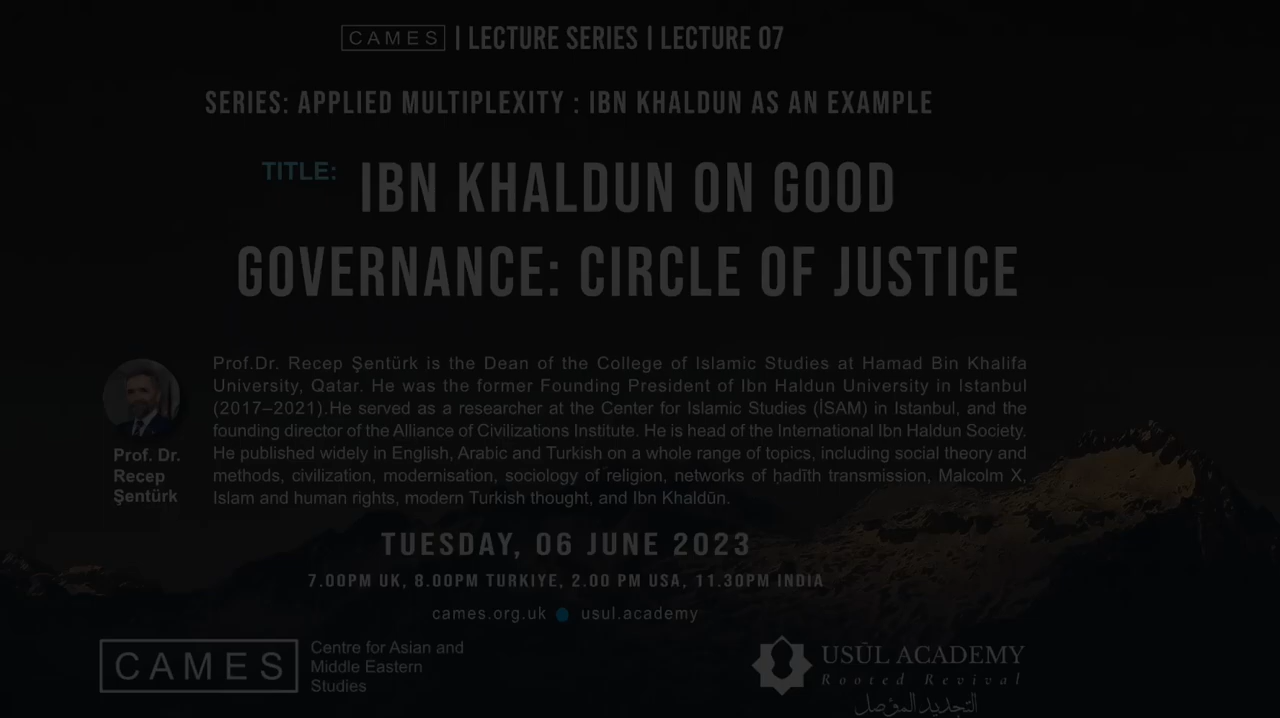 CAMES | LECTURE SERIES | LECTURE 07
SERIES: APPLIED MULTIPLEXITY : IBN KHALDUN AS AN EXAMPLE
TITLE: IBN KHALDUN ON GOOD
GOVERNANCE: CIRCLE OF JUSTICE
Prof. Dr.
Recep
Şentürk
Prof.Dr. Recep Şentürk is the Dean of the College of Islamic Studies at Hamad Bin Khalifa
University, Qatar. He was the former Founding President of Ibn Haldun University in Istanbul
(2017–2021).He served as a researcher at the Center for Islamic Studies (İSAM) in Istanbul, and the
founding director of the Alliance of Civilizations Institute. He is head of the International Ibn Haldun Society.
He published widely in English, Arabic and Turkish on a whole range of topics, including social theory and
methods, civilization, modernisation, sociology of religion, networks of ḥadīth transmission, Malcolm X,
Islam and human rights, modern Turkish thought, and Ibn Khaldūn.
TUESDAY, 06 JUNE 2023
7.00PM UK, 8.00PM TURKIYE, 2.00 PM USA, 11.30PM INDIA
cames.org.uk usul.academy
CAMES
Centre for Asian and
Middle Eastern
Studies
USŪL ACADEMY
Rooted Revival
التجديد المؤصل